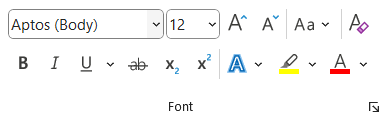 Aptos (Body) 12 A A Aa A
B I U ab x2 x2 A A
Font